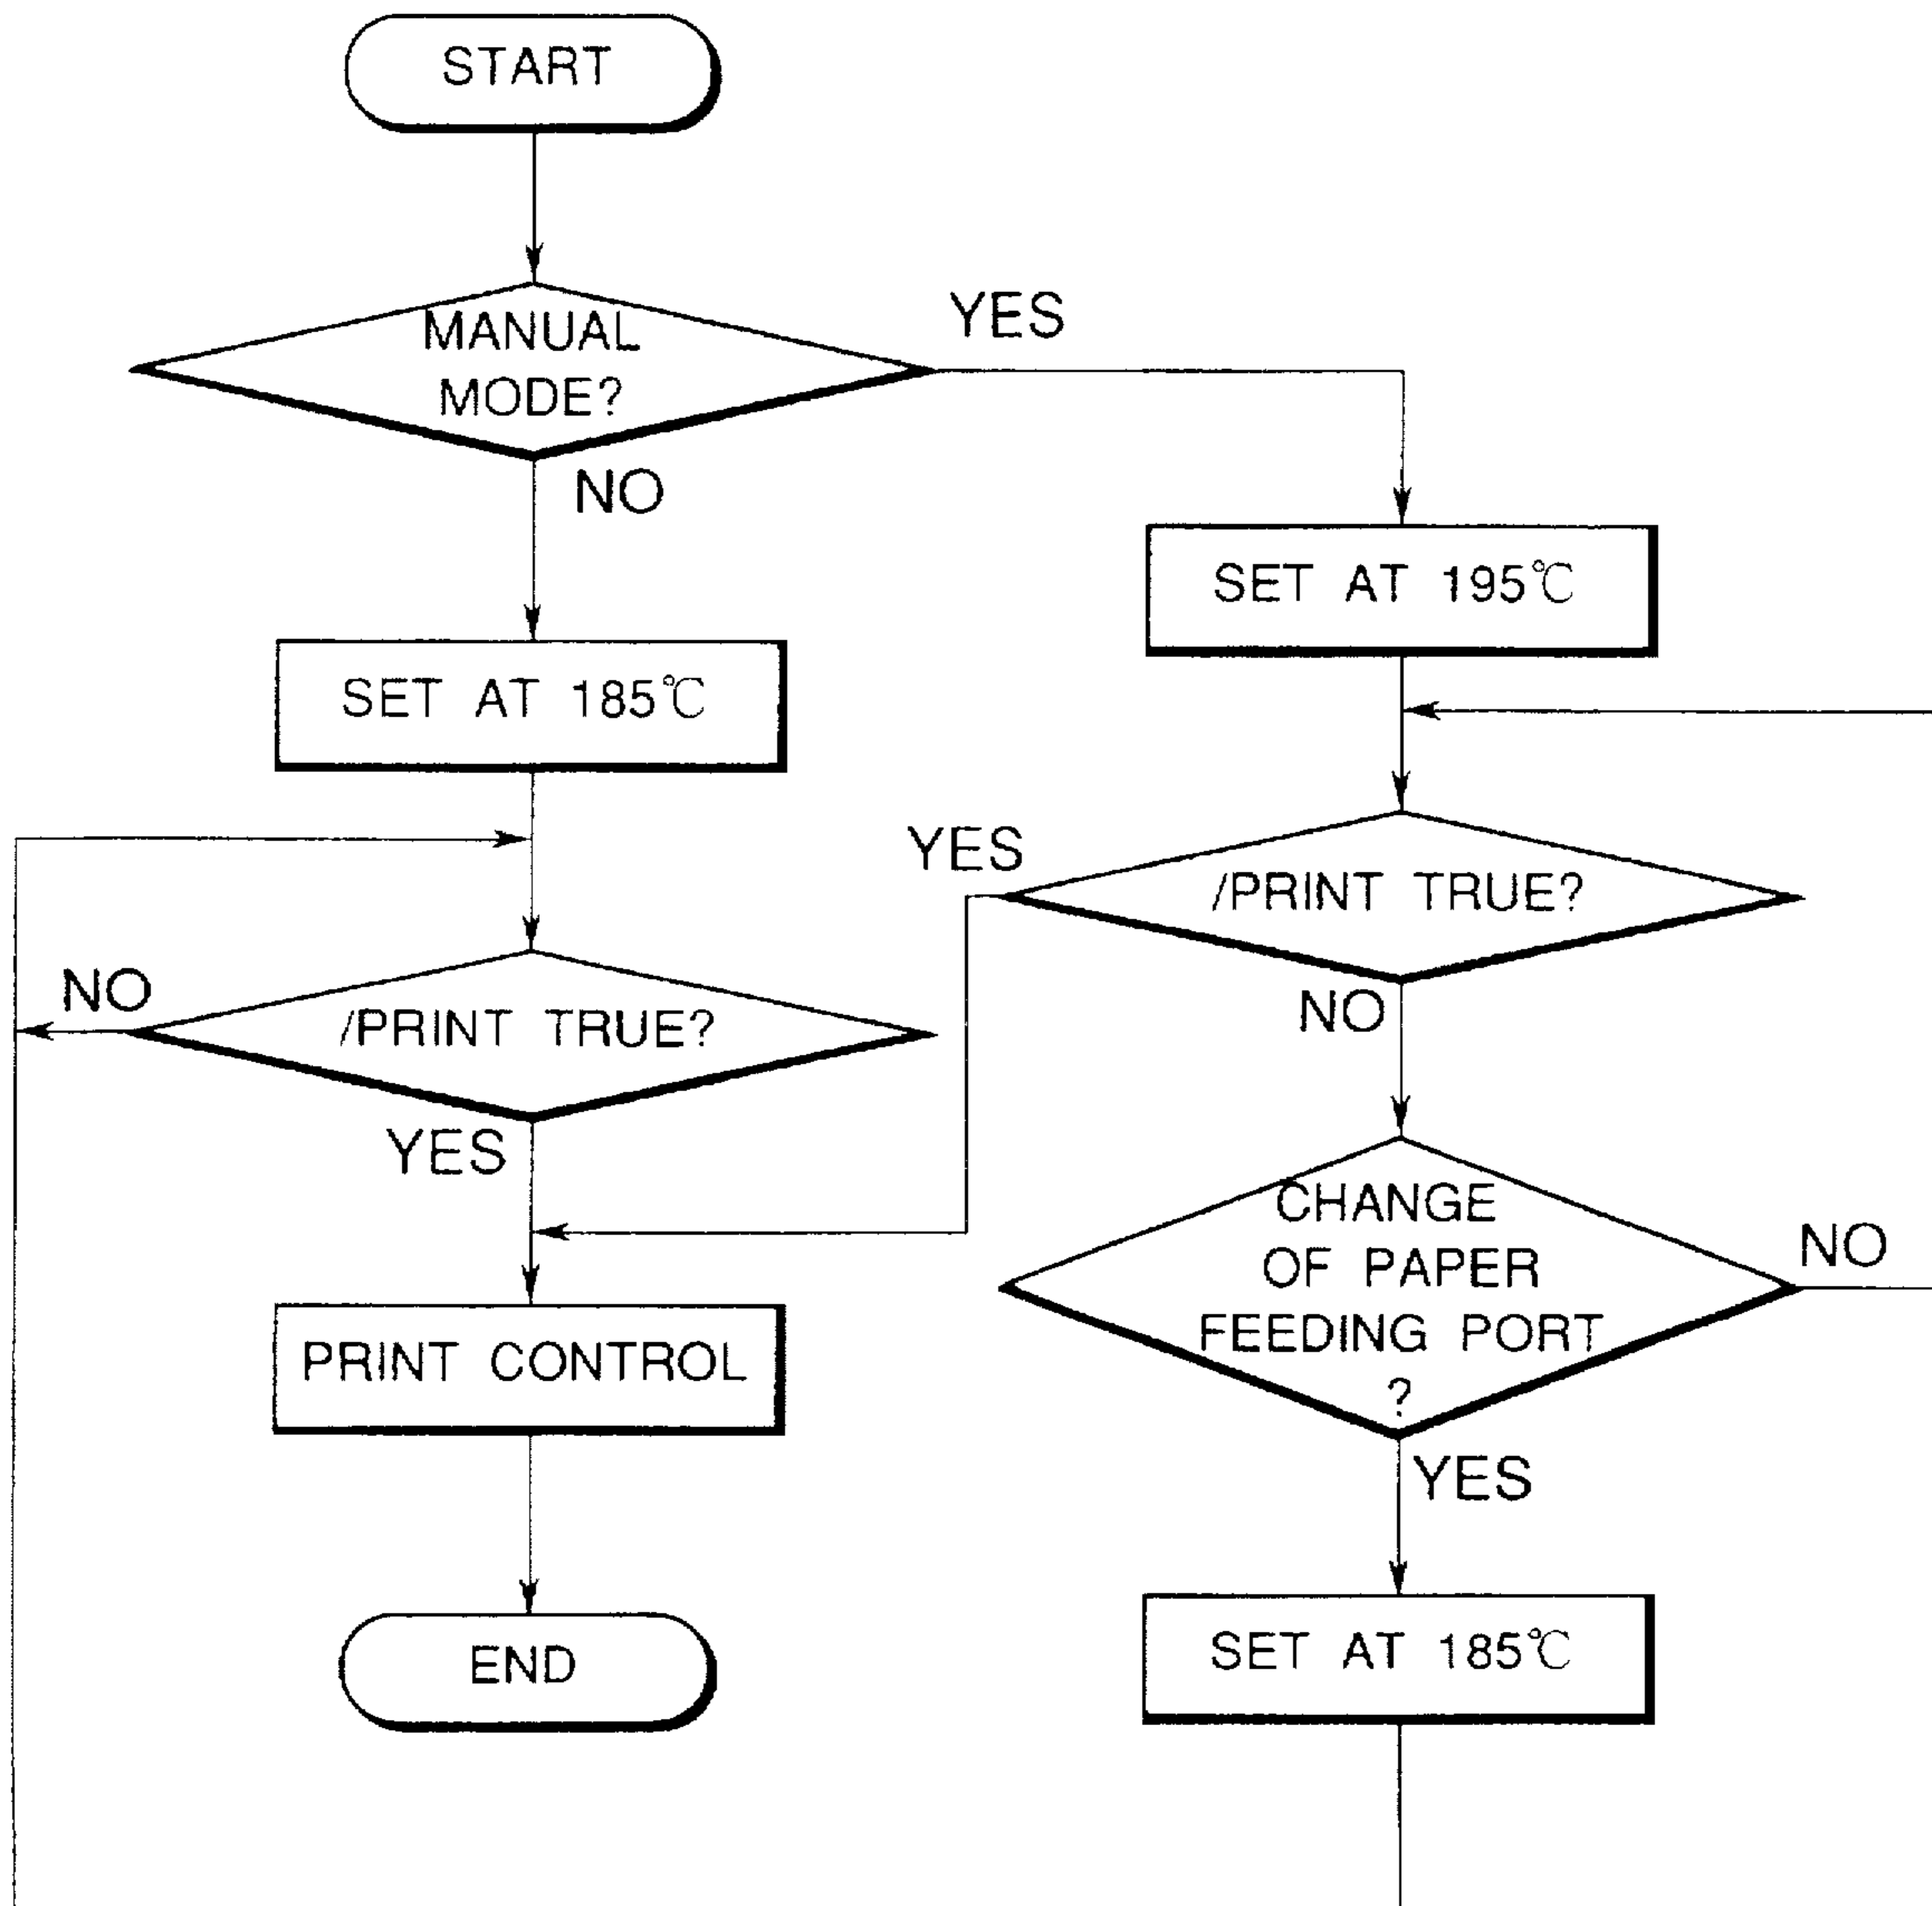 START
MANUAL
MODE?
YES
NO
SET AT 195℃
SET AT 185℃
YES
/PRINT TRUE?
NO
/PRINT TRUE?
NO
YES
CHANGE
OF PAPER
FEEDING PORT
?
NO
PRINT CONTROL
YES
SET AT 185℃
END